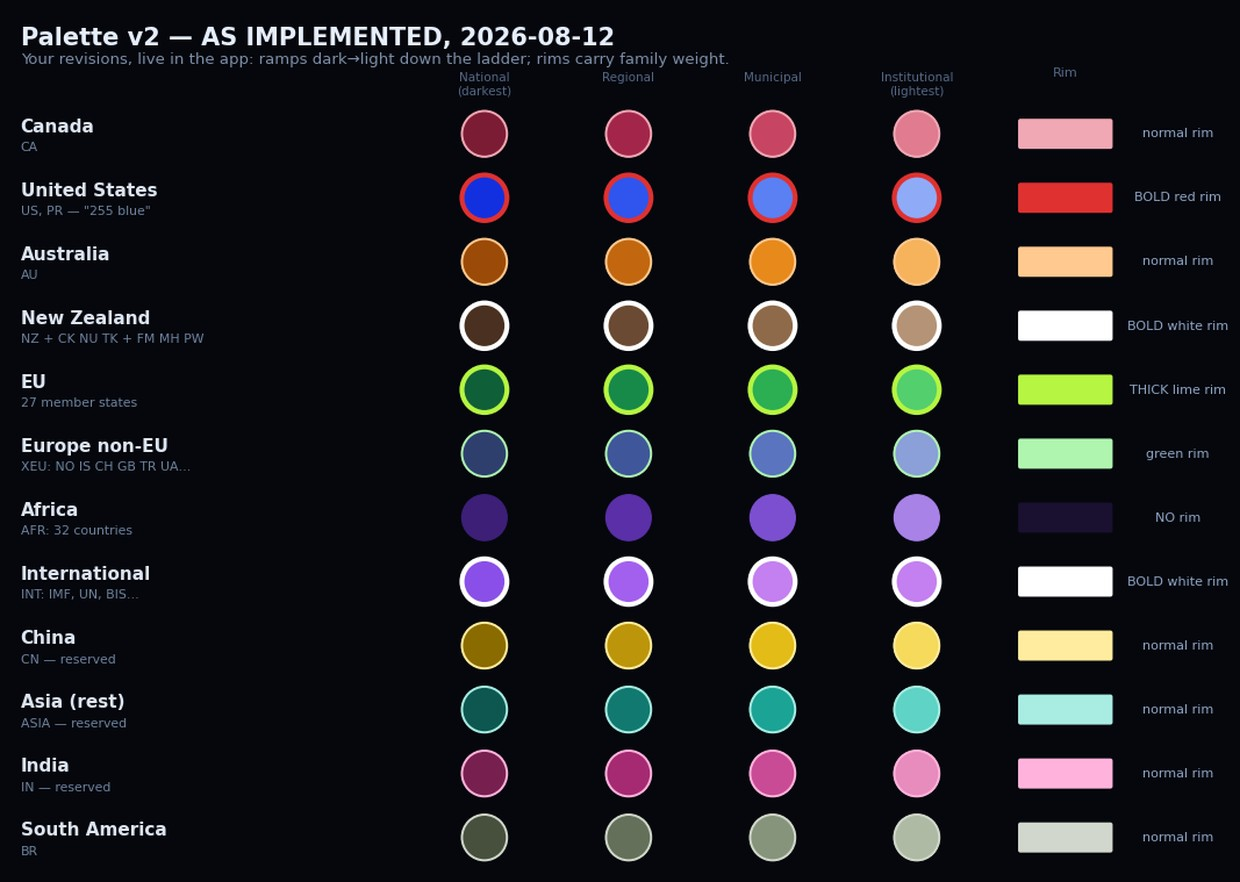 Palette v2 — AS IMPLEMENTED, 2026-08-12
Your revisions, live in the app: ramps dark→light down the ladder; rims carry family weight.
National
(darkest)
Regional
Municipal
Institutional
(lightest)
Rim
Canada
CA
normal rim
United States
US, PR — "255 blue"
BOLD red rim
Australia
AU
normal rim
New Zealand
NZ + CK NU TK + FM MH PW
BOLD white rim
EU
27 member states
THICK lime rim
Europe non-EU
XEU: NO IS CH GB TR UA...
green rim
Africa
AFR: 32 countries
NO rim
International
INT: IMF, UN, BIS...
BOLD white rim
China
CN — reserved
normal rim
Asia (rest)
ASIA — reserved
normal rim
India
IN — reserved
normal rim
South America
BR
normal rim